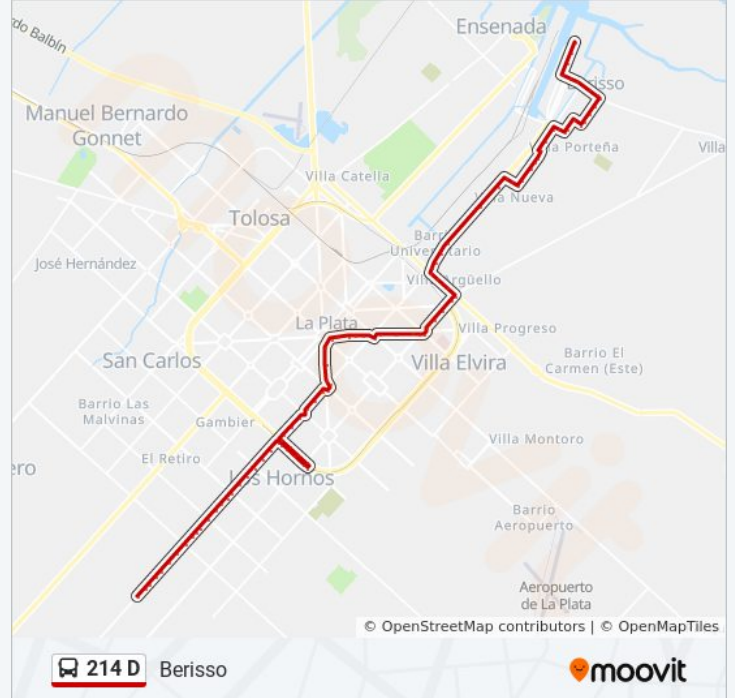 do Balbín
Ensenada
Berisso
Manuel Bernardo
Gonnet
Villa Porteña
Villa
Villa Catella
Villa Nueva
Tolosa
Barrio
Universitario
José Hernández
Villa Argüello
La Plata
Villa Progreso
San Carlos
Villa Elvira
Barrio El
Carmen (Este)
Barrio Las
Malvinas
Gambier
Villa Montoro
El Retiro
ero
Los Hornos
Barrio
Aeropuerto
Aeropuerto
de La Plata
© OpenStreetMap contributors | © OpenMapTiles
214 D Berisso
moovit